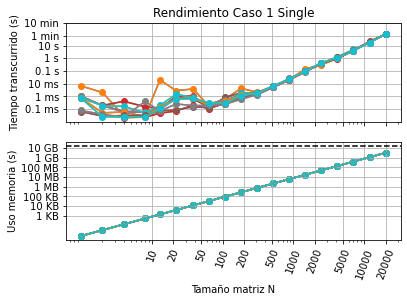 Rendimiento Caso 1 Single
Tiempo transcurrido (s)
10 min
1 min
10 s
1 s
0.1 s
10 ms
1 ms
0.1 ms
Uso memoria (s)
10 GB
1 GB
100 MB
10 MB
1 MB
100 KB
10 KB
1 KB
10
20
50
100
200
500
1000
2000
5000
10000
20000
Tamaño matriz N